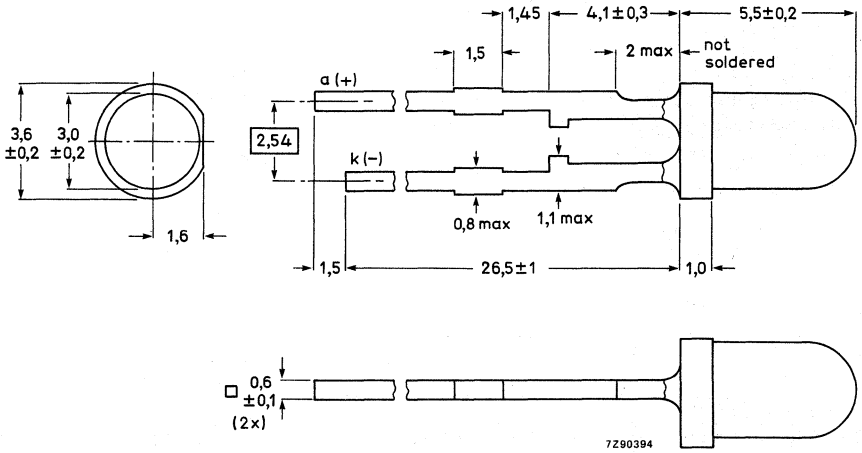 1,45
4,1±0,3
5,5±0,2
1,5
2 max
not
soldered
a (+)
3,6
±0,2
3,0
±0,2
2,54
k (-)
0,8 max
1,1 max
1,6
1,5
26,5±1
1,0
0,6
±0,1
(2x)
7Z90394